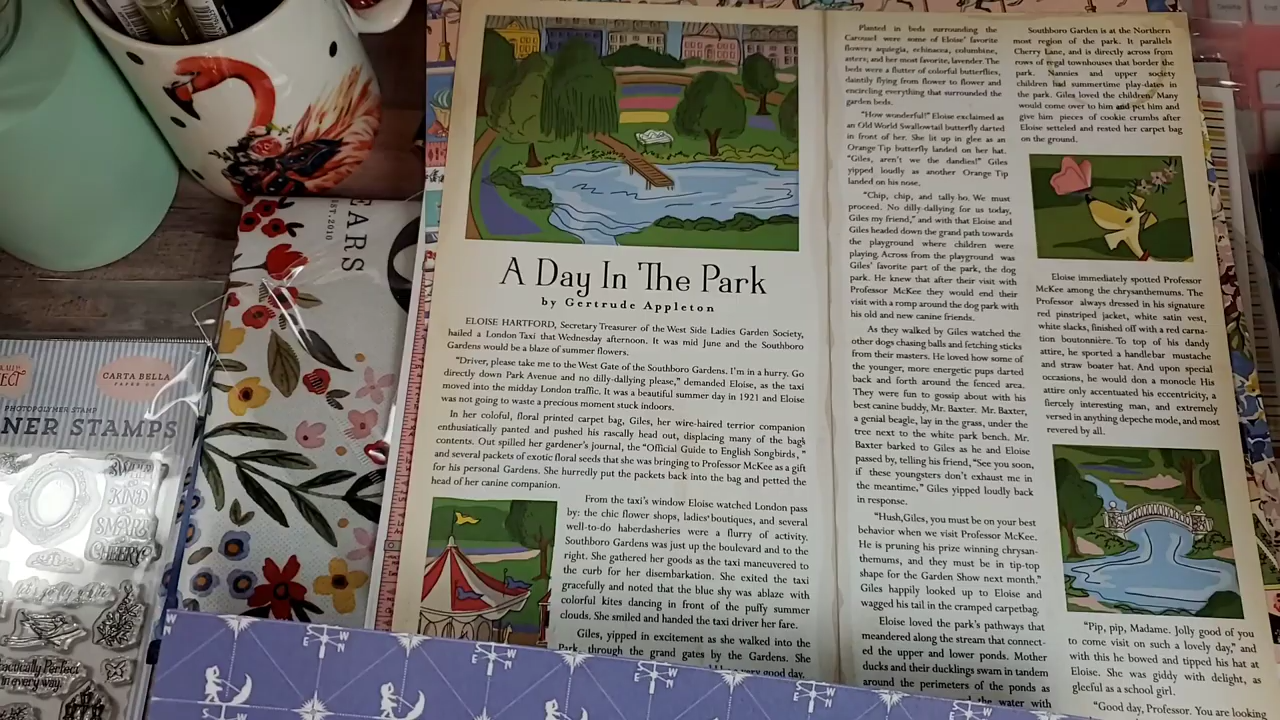 EARS
EST. 2010
CARTA BELLA
PAPER CO.
PHOTOPOLYMER STAMP
NER STAMPS
KIND
SMART
CHEERY
Practically Perfect
in every way
A Day In The Park
by Gertrude Appleton
ELOISE HARTFORD, Secretary Treasurer of the West Side Ladies Garden Society,
hailed a London Taxi that Wednesday afternoon. It was mid June and the Southboro
Gardens would be a blaze of summer flowers.
"Driver, please take me to the West Gate of the Southboro Gardens. I'm in a hurry. Go
directly down Park Avenue and no dilly-dallying please," demanded Eloise, as the taxi
moved into the midday London traffic. It was a beautiful summer day in 1921 and Eloise
was not going to waste a precious moment stuck indoors.
In her coloful, floral printed carpet bag, Giles, her wire-haired terrior companion
enthusiastically panted and pushed his rascally head out, displacing many of the bags
contents. Out spilled her gardener's journal, the "Official Guide to English Songbirds, "
and several packets of exotic floral seeds that she was bringing to Professor McKee as a gift
for his personal Gardens. She hurredly put the packets back into the bag and petted the
head of her canine companion.
From the taxi's window Eloise watched London pass
by: the chic flower shops, ladies' boutiques, and several
well-to-do haberdasheries were a flurry of activity.
Southboro Gardens was just up the boulevard and to the
right. She gathered her goods as the taxi maneuvered to
the curb for her disembarkation. She exited the taxi
gracefully and noted that the blue shy was ablaze with
colorful kites dancing in front of the puffy summer
clouds. She smiled and handed the taxi driver her fare.
Giles, yipped in excitement as she walked into the
Park, through the grand gates by the Gardens. She
very good day.
Planted in beds surrounding the
Carousel were some of Eloise' favorite
flowers aquiegia, echinacea, columbine,
asters; and her most favorite, lavender. The
beds were a flutter of colorful butterflies,
daintily flying from flower to flower and
encircling everything that surrounded the
garden beds.
"How wonderful!" Eloise exclaimed as
an Old World Swallowtail butterfly darted
in front of her. She lit up in glee as an
Orange Tip butterfly landed on her hat.
"Giles, aren't we the dandies!" Giles
yipped loudly as another Orange Tip
landed on his nose.
"Chip, chip, and tally ho. We must
proceed. No dilly-dallying for us today,
Giles my friend," and with that Eloise and
Giles headed down the grand path towards
the playground where children were
playing. Across from the playground was
Giles' favorite part of the park, the dog
park. He knew that after their visit with
Professor McKee they would end their
visit with a romp around the dog park with
his old and new canine friends.
As they walked by Giles watched the
other dogs chasing balls and fetching sticks
from their masters. He loved how some of
the younger, more energetic pups darted
back and forth around the fenced area.
They were fun to gossip about with his
best canine buddy, Mr. Baxter. Mr. Baxter,
a genial beagle, lay in the grass, under the
tree next to the white park bench. Mr.
Baxter barked to Giles as he and Eloise
passed by, telling his friend, "See you soon,
if these youngsters don't exhaust me in
the meantime," Giles yipped loudly back
in response.
"Hush,Giles, you must be on your best
behavior when we visit Professor McKee.
He is pruning his prize winning chrysan-
themums, and they must be in tip-top
shape for the Garden Show next month."
Giles happily looked up to Eloise and
wagged his tail in the cramped carpetbag.
Eloise loved the park's pathways that
meandered along the stream that connect-
ed the upper and lower ponds. Mother
ducks and their ducklings swam in tandem
around the perimeters of the ponds as
the water with
Southboro Garden is at the Northern
most region of the park. It parallels
Cherry Lane, and is directly across from
rows of regal townhouses that border the
park. Nannies and upper society
children had summertime play-dates in
the park. Giles loved the children. Many
would come over to him and pet him and
give him pieces of cookie crumbs after
Eloise setteled and rested her carpet bag
on the ground.
Eloise immediately spotted Professor
McKee among the chrysanthemums. The
Professor always dressed in his signature
red pinstriped jacket, white satin vest,
white slacks, finished off with a red carna-
tion boutonnière. To top of his dandy
attire, he sported a handlebar mustache
and straw boater hat. And upon special
occasions, he would don a monocle His
attire only accentuated his eccentricity, a
fiercely interesting man, and extremely
versed in anything depeche mode, and most
revered by all.
"Pip, pip, Madame. Jolly good of you
to come visit on such a lovely day," and
with this he bowed and tipped his hat at
Eloise. She was giddy with delight, as
gleeful as a school girl.
"Good day, Professor. You are looking
N
W
E
S